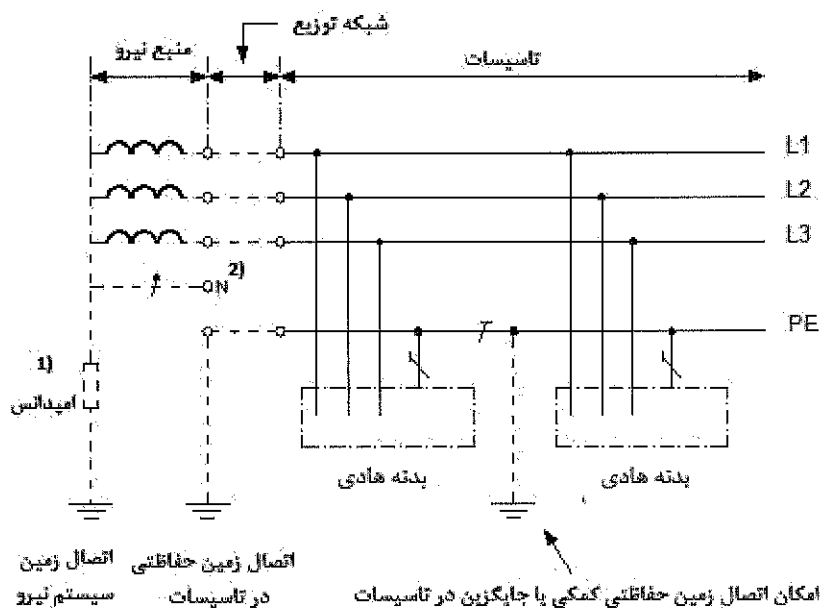 شبکه توزیع
منبع نیرو
تاسیسات
L1
L2
L3
N 2)
PE
1)
امپدانس
بدنه هادی
بدنه هادی
اتصال زمین
سیستم نیرو
اتصال زمین حفاظتی
در تاسیسات
امکان اتصال زمین حفاظتی کمکی یا جایگزین در تاسیسات